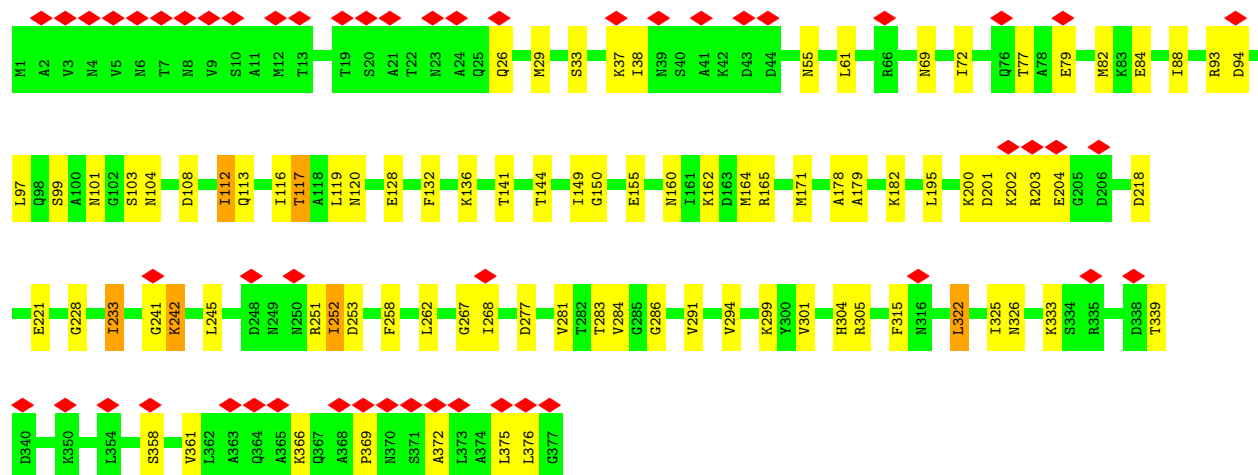 M1 A2 V3 N4 V5 N6 T7 N8 V9 S10 A11 M12 T13 T19 S20 A21 T22 N23 A24 Q25 Q26 M29 S33 K37 I38 N39 S40 A41 K42 D43 D44 N55 L61 R66 N69 I72 Q76 T77 A78 E79 M82 K83 E84 I88 R93 D94
L97 Q98 S99 A100 N101 G102 S103 N104 D108 I112 Q113 I116 T117 A118 L119 N120 E128 F132 K136 T141 T144 I149 G150 E155 N160 I161 K162 D163 M164 R165 M171 A178 A179 K182 L195 K200 D201 K202 R203 E204 G205 D206 D218
E221 G228 I233 G241 K242 L245 D248 N249 N250 R251 I252 D253 F258 L262 G267 I268 D277 V281 T282 T283 V284 G285 G286 V291 V294 K299 Y300 V301 H304 R305 F315 N316 L322 I325 N326 K333 S334 R335 D338 T339
D340 K350 L354 S358 V361 L362 A363 Q364 A365 K366 Q367 A368 P369 N370 S371 A372 L373 A374 L375 L376 G377